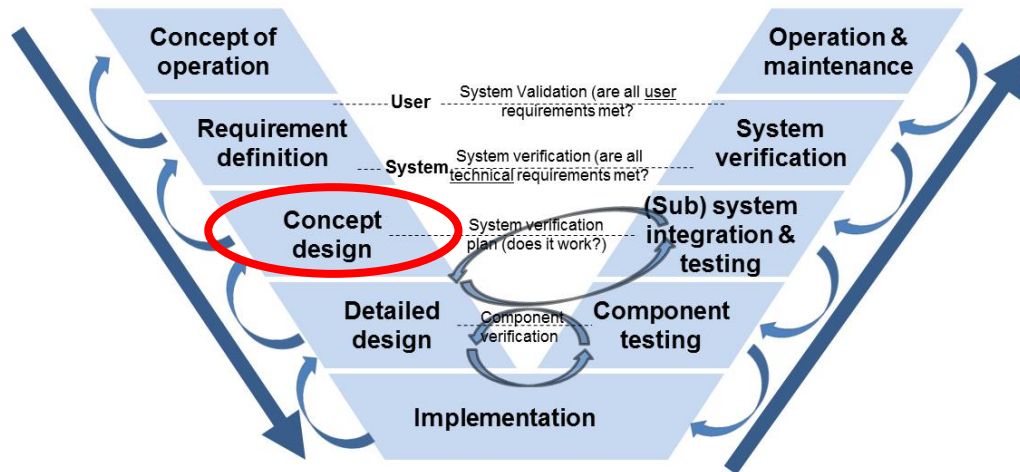 Concept of
operation
Operation &
maintenance
User
System Validation (are all user
requirements met?
Requirement
definition
System
verification
System
System verification (are all
technical requirements met?
Concept
design
System verification
plan (does it work?)
(Sub) system
integration &
testing
Detailed
design
Component
verification
Component
testing
Implementation